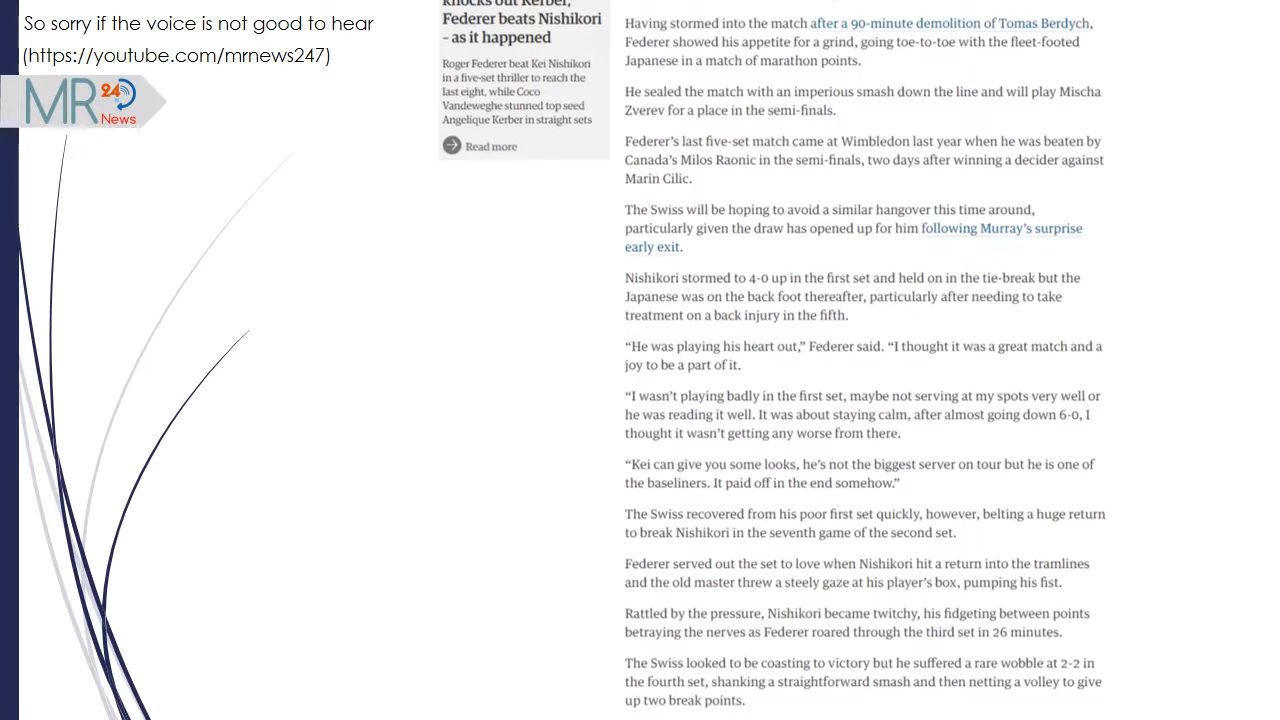 So sorry if the voice is not good to hear
(https://youtube.com/mrnews247)
MR
24
News
knocks out Kerber,
Federer beats Nishikori
- as it happened
Roger Federer beat Kei Nishikori
in a five-set thriller to reach the
last eight, while Coco
Vandeweghe stunned top seed
Angelique Kerber in straight sets
Read more
Having stormed into the match after a 90-minute demolition of Tomas Berdych,
Federer showed his appetite for a grind, going toe-to-toe with the fleet-footed
Japanese in a match of marathon points.
He sealed the match with an imperious smash down the line and will play Mischa
Zverev for a place in the semi-finals.
Federer’s last five-set match came at Wimbledon last year when he was beaten by
Canada’s Milos Raonic in the semi-finals, two days after winning a decider against
Marin Cilic.
The Swiss will be hoping to avoid a similar hangover this time around,
particularly given the draw has opened up for him following Murray’s surprise
early exit.
Nishikori stormed to 4-0 up in the first set and held on in the tie-break but the
Japanese was on the back foot thereafter, particularly after needing to take
treatment on a back injury in the fifth.
“He was playing his heart out,” Federer said. “I thought it was a great match and a
joy to be a part of it.
“I wasn’t playing badly in the first set, maybe not serving at my spots very well or
he was reading it well. It was about staying calm, after almost going down 6-0, I
thought it wasn’t getting any worse from there.
“Kei can give you some looks, he’s not the biggest server on tour but he is one of
the baseliners. It paid off in the end somehow.”
The Swiss recovered from his poor first set quickly, however, belting a huge return
to break Nishikori in the seventh game of the second set.
Federer served out the set to love when Nishikori hit a return into the tramlines
and the old master threw a steely gaze at his player’s box, pumping his fist.
Rattled by the pressure, Nishikori became twitchy, his fidgeting between points
betraying the nerves as Federer roared through the third set in 26 minutes.
The Swiss looked to be coasting to victory but he suffered a rare wobble at 2-2 in
the fourth set, shanking a straightforward smash and then netting a volley to give
up two break points.